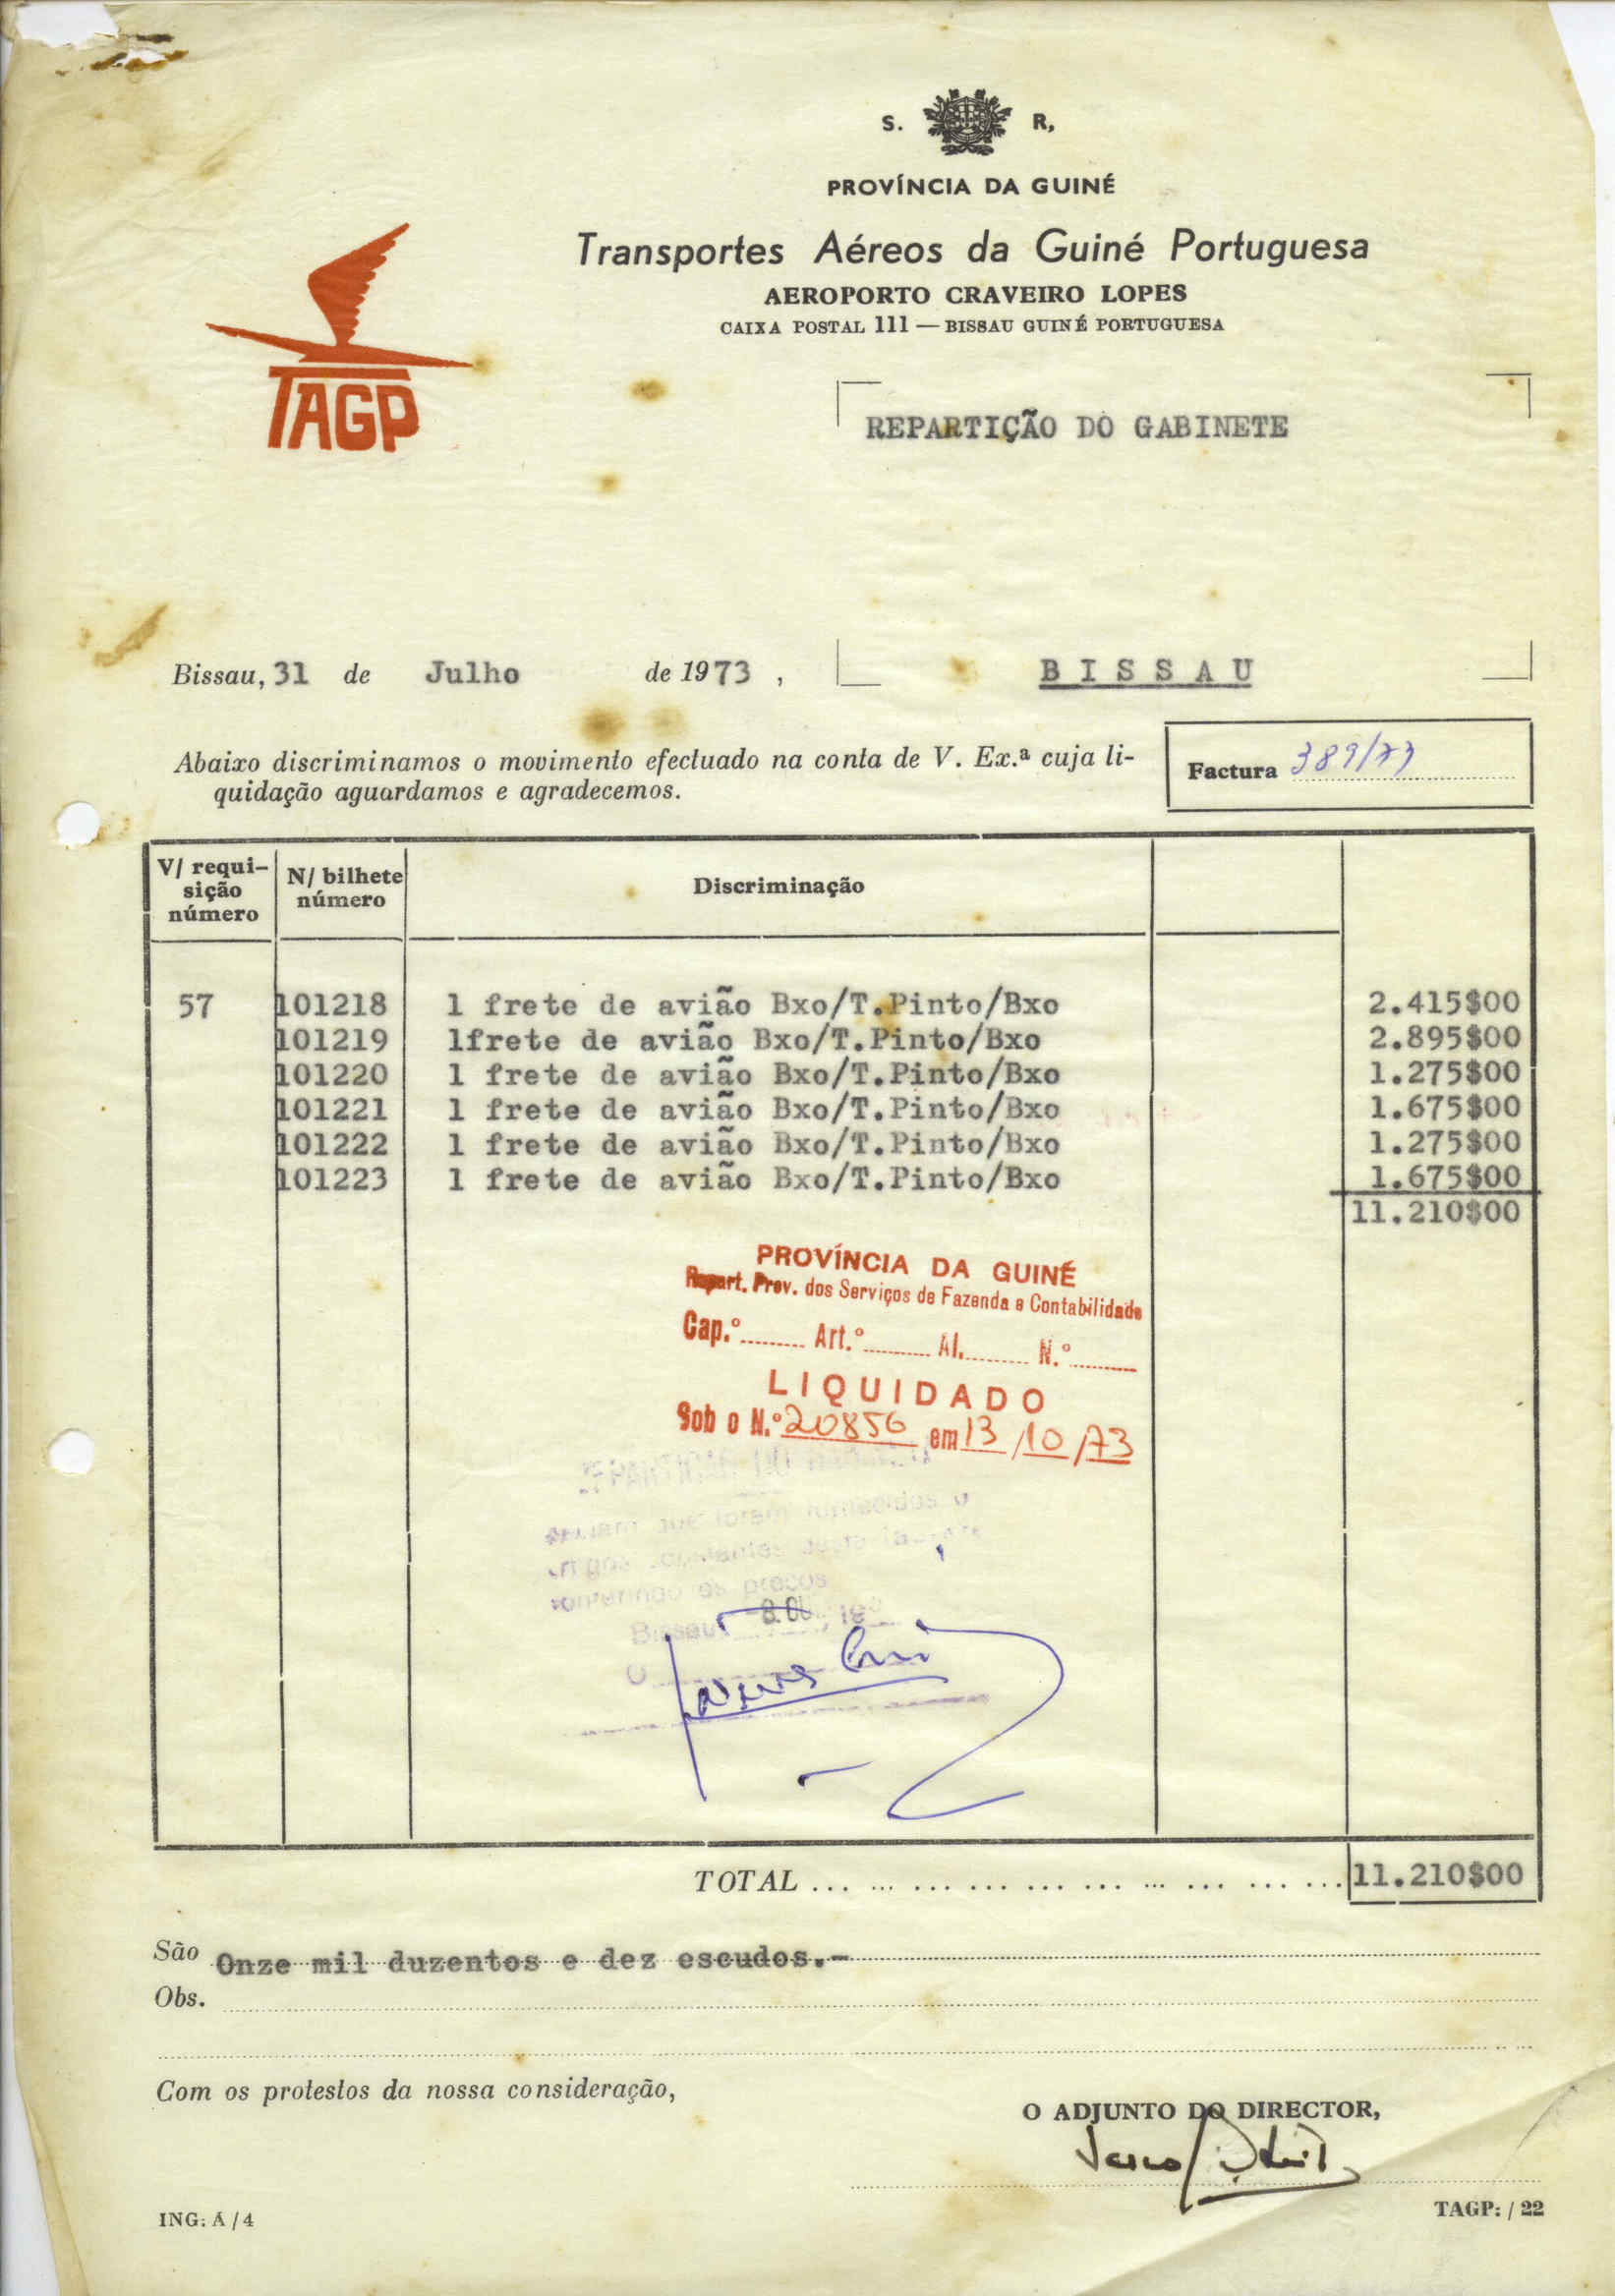 S. R,
PROVÍNCIA DA GUINÉ
Transportes Aéreos da Guiné Portuguesa
AEROPORTO CRAVEIRO LOPES
CAIXA POSTAL 111 — BISSAU GUINÉ PORTUGUESA
TAGP
REPARTIÇÃO DO GABINETE
Bissau, 31 de Julho de 1973 ,
B I S S A U
Abaixo discriminamos o movimento efectuado na conta de V. Ex.ª cuja li-
quidação aguardamos e agradecemos.
Factura 389/73
V/ requi-
sição
número
N/ bilhete
número
Discriminação
57 101218 1 frete de avião Bxo/T.Pinto/Bxo 2.415$00
101219 1frete de avião Bxo/T.Pinto/Bxo 2.895$00
101220 1 frete de avião Bxo/T.Pinto/Bxo 1.275$00
101221 1 frete de avião Bxo/T.Pinto/Bxo 1.675$00
101222 1 frete de avião Bxo/T.Pinto/Bxo 1.275$00
101223 1 frete de avião Bxo/T.Pinto/Bxo 1.675$00
11.210$00
PROVÍNCIA DA GUINÉ
Repart. Prov. dos Serviços de Fazenda e Contabilidade
Cap.º Art.º Al. N.º
LIQUIDADO
Sob o N.º 20856 em 13/10/73
os preços
Bissau
TOTAL ... ... ... ... ... ... ... ... ... ... 11.210$00
São Onze mil duzentos e dez escudos.-
Obs.
Com os protestos da nossa consideração,
O ADJUNTO DO DIRECTOR,
ING: A / 4
TAGP: / 22